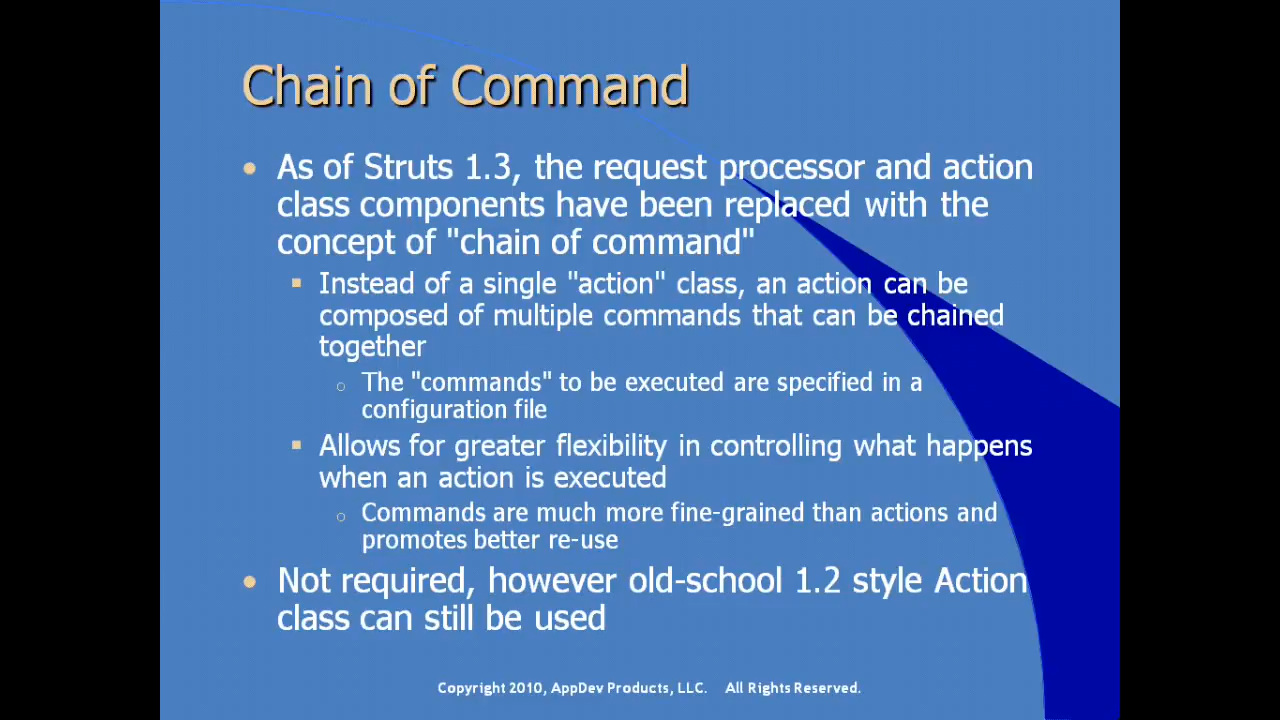 Chain of Command
• As of Struts 1.3, the request processor and action
class components have been replaced with the
concept of "chain of command"
▪ Instead of a single "action" class, an action can be
composed of multiple commands that can be chained
together
○ The "commands" to be executed are specified in a
configuration file
▪ Allows for greater flexibility in controlling what happens
when an action is executed
○ Commands are much more fine-grained than actions and
promotes better re-use
• Not required, however old-school 1.2 style Action
class can still be used
Copyright 2010, AppDev Products, LLC. All Rights Reserved.